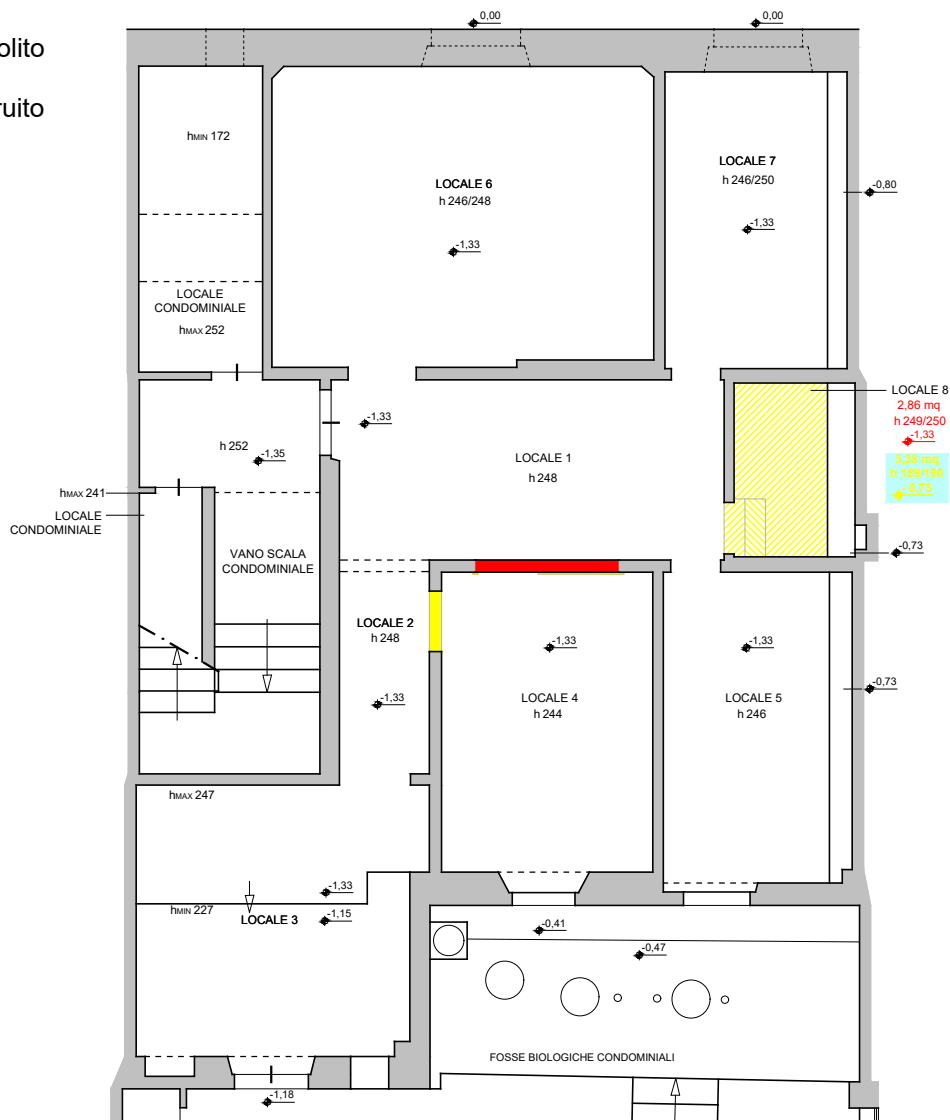 0,00
0,00
olito
ruito
hMIN 172
LOCALE 6
h 246/248
-1,33
LOCALE 7
h 246/250
-1,33
-0,80
LOCALE
CONDOMINIALE
hMAX 252
LOCALE 8
2,86 mq
h 249/250
-1,33
h 189/190
- 0,73
-1,33
h 252
-1,35
LOCALE 1
h 248
hMAX 241
LOCALE
CONDOMINIALE
VANO SCALA
CONDOMINIALE
-0,73
LOCALE 2
h 248
-1,33
LOCALE 4
h 244
-1,33
LOCALE 5
h 246
-1,33
-0,73
hMAX 247
-1,33
hMIN 227
LOCALE 3
-1,15
-0,41
-0,47
FOSSE BIOLOGICHE CONDOMINIALI
-1,18